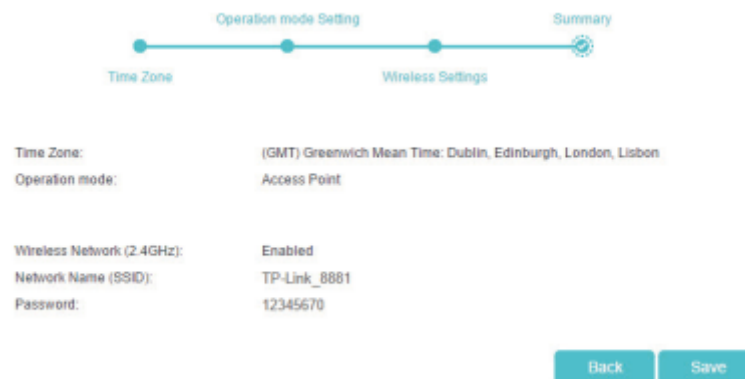 Operation mode Setting Summary
Time Zone Wireless Settings
Time Zone: (GMT) Greenwich Mean Time: Dublin, Edinburgh, London, Lisbon
Operation mode: Access Point
Wireless Network (2.4GHz): Enabled
Network Name (SSID): TP-Link_8881
Password: 12345670
Back Save